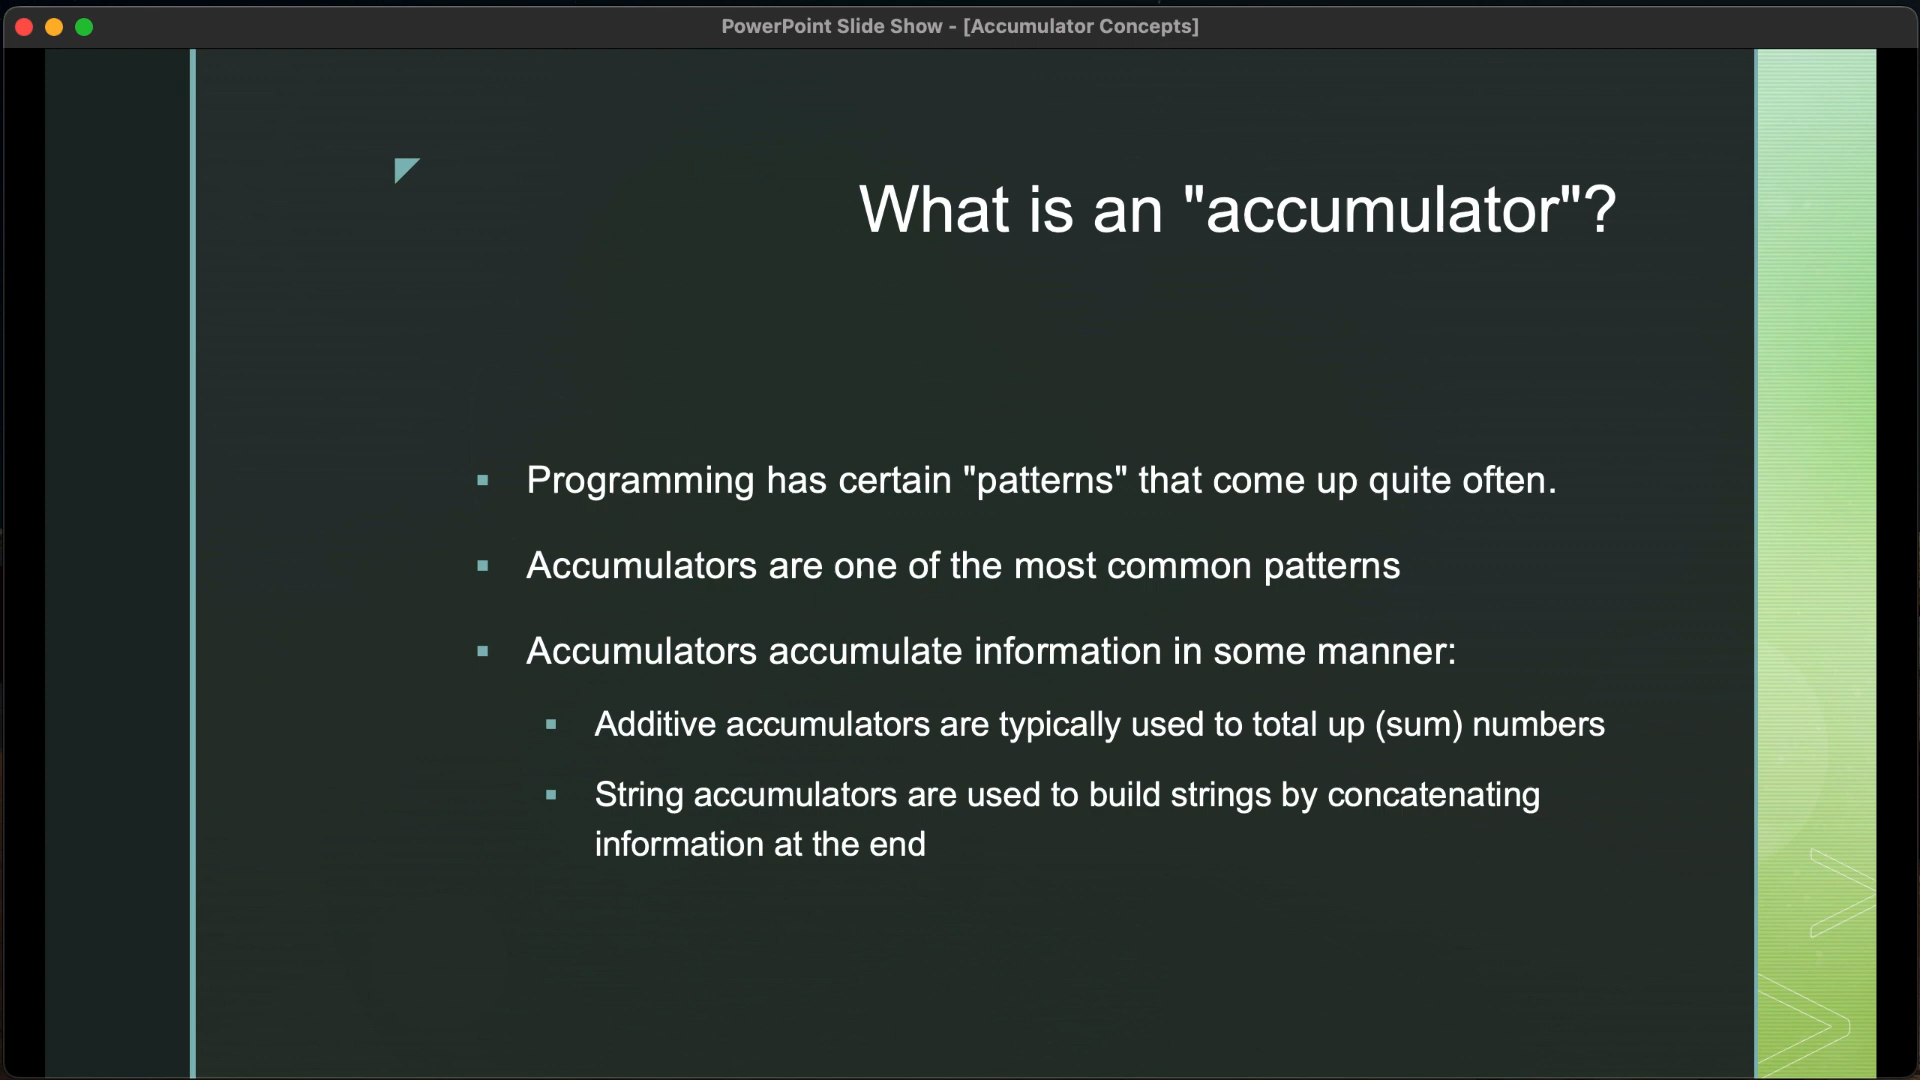 PowerPoint Slide Show - [Accumulator Concepts]
What is an "accumulator"?
▪ Programming has certain "patterns" that come up quite often.
▪ Accumulators are one of the most common patterns
▪ Accumulators accumulate information in some manner:
▪ Additive accumulators are typically used to total up (sum) numbers
▪ String accumulators are used to build strings by concatenating
information at the end